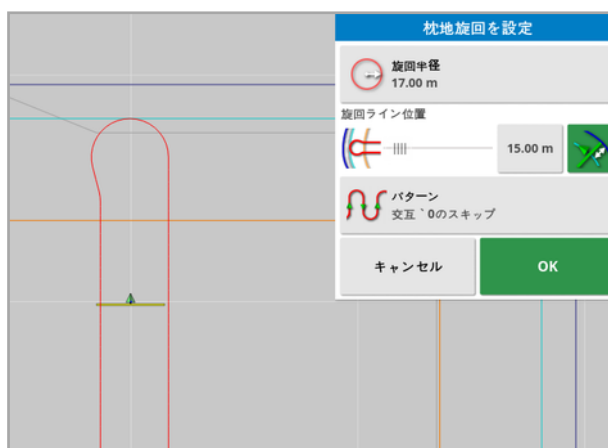 枕地旋回を設定
旋回半径
17.00 m
旋回ライン位置
15.00 m
パターン
交互 `0のスキップ
キャンセル
OK